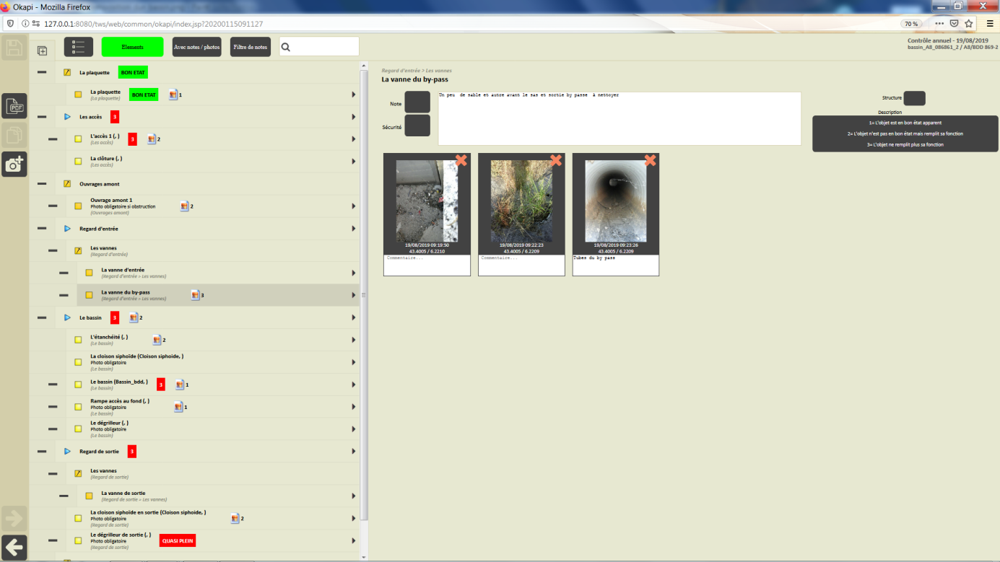 Okapi - Mozilla Firefox
127.0.0.1:8080/tws/web/common/okapi/index.jsp?20200115091127
70 %
Elements
Avec notes / photos
Filtre de notes
Contrôle annuel - 19/08/2019
bassin_A8_086861_2 / A8/BDD 869-2
PDF
La plaquette BON ETAT
La plaquette BON ETAT 1
(La plaquette)
Les accès 3
L'accès 1 (, ) 3 2
(Les accès)
La clôture (, )
(Les accès)
Ouvrages amont
Ouvrage amont 1
Photo obligatoire si obstruction 2
(Ouvrages amont)
Regard d'entrée
Les vannes
(Regard d'entrée)
La vanne d'entrée
(Regard d'entrée » Les vannes)
La vanne du by-pass 3
(Regard d'entrée » Les vannes)
Le bassin 3 2
L'étanchéité (, ) 2
(Le bassin)
La cloison siphoïde (Cloison siphoide, )
Photo obligatoire
(Le bassin)
Le bassin (Bassin_bdd, ) 3 1
(Le bassin)
Rampe accès au fond (, )
Photo obligatoire 1
(Le bassin)
Le dégrilleur (, )
Photo obligatoire
(Le bassin)
Regard de sortie 3
Les vannes
(Regard de sortie)
La vanne de sortie
(Regard de sortie » Les vannes)
La cloison siphoïde en sortie (Cloison siphoide, )
Photo obligatoire 2
(Regard de sortie)
Le dégrilleur de sortie (, )
Photo obligatoire QUASI PLEIN
(Regard de sortie)
Regard d'entrée > Les vannes
La vanne du by-pass
Note
Sécurité
Un peu de sable et autre avant le sas et sortie by passe à nettoyer
Structure
Description
1= L'objet est en bon état apparent
2= L'objet n'est pas en bon état mais remplit sa fonction
3= L'objet ne remplit plus sa fonction
19/08/2019 09:19:50
43.4005 / 6.2210
Commentaire...
19/08/2019 09:22:23
43.4005 / 6.2209
Commentaire...
19/08/2019 09:23:26
43.4005 / 6.2209
Tubes du by pass